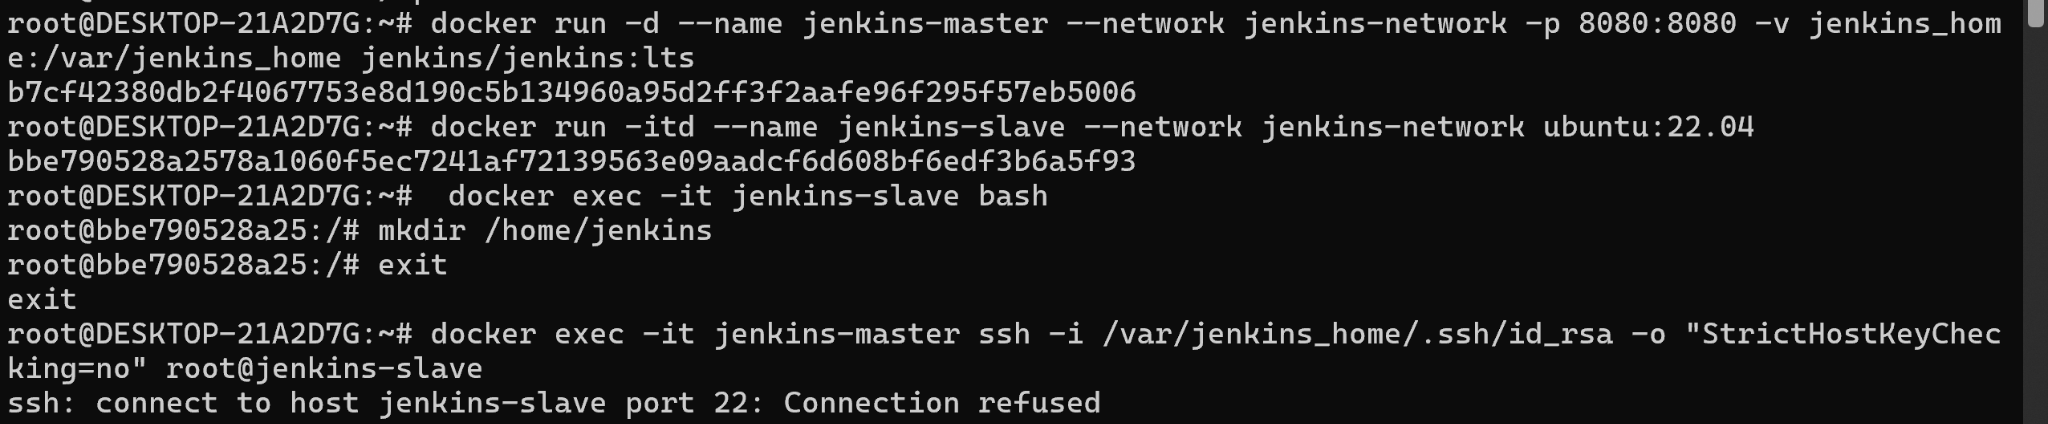 root@DESKTOP-21A2D7G:~# docker run -d --name jenkins-master --network jenkins-network -p 8080:8080 -v jenkins_hom
e:/var/jenkins_home jenkins/jenkins:lts
b7cf42380db2f4067753e8d190c5b134960a95d2ff3f2aafe96f295f57eb5006
root@DESKTOP-21A2D7G:~# docker run -itd --name jenkins-slave --network jenkins-network ubuntu:22.04
bbe790528a2578a1060f5ec7241af72139563e09aadcf6d608bf6edf3b6a5f93
root@DESKTOP-21A2D7G:~#  docker exec -it jenkins-slave bash
root@bbe790528a25:/# mkdir /home/jenkins
root@bbe790528a25:/# exit
exit
root@DESKTOP-21A2D7G:~# docker exec -it jenkins-master ssh -i /var/jenkins_home/.ssh/id_rsa -o "StrictHostKeyChec
king=no" root@jenkins-slave
ssh: connect to host jenkins-slave port 22: Connection refused